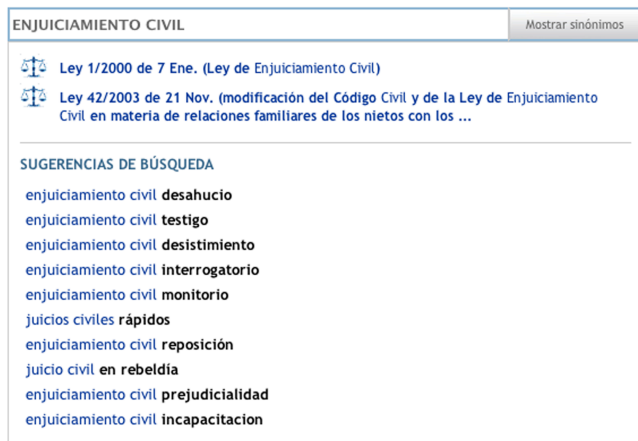 ENJUICIAMIENTO CIVIL
Mostrar sinónimos
Ley 1/2000 de 7 Ene. (Ley de Enjuiciamiento Civil)
Ley 42/2003 de 21 Nov. (modificación del Código Civil y de la Ley de Enjuiciamiento
Civil en materia de relaciones familiares de los nietos con los ...
SUGERENCIAS DE BÚSQUEDA
enjuiciamiento civil desahucio
enjuiciamiento civil testigo
enjuiciamiento civil desistimiento
enjuiciamiento civil interrogatorio
enjuiciamiento civil monitorio
juicios civiles rápidos
enjuiciamiento civil reposición
juicio civil en rebeldía
enjuiciamiento civil prejudicialidad
enjuiciamiento civil incapacitacion